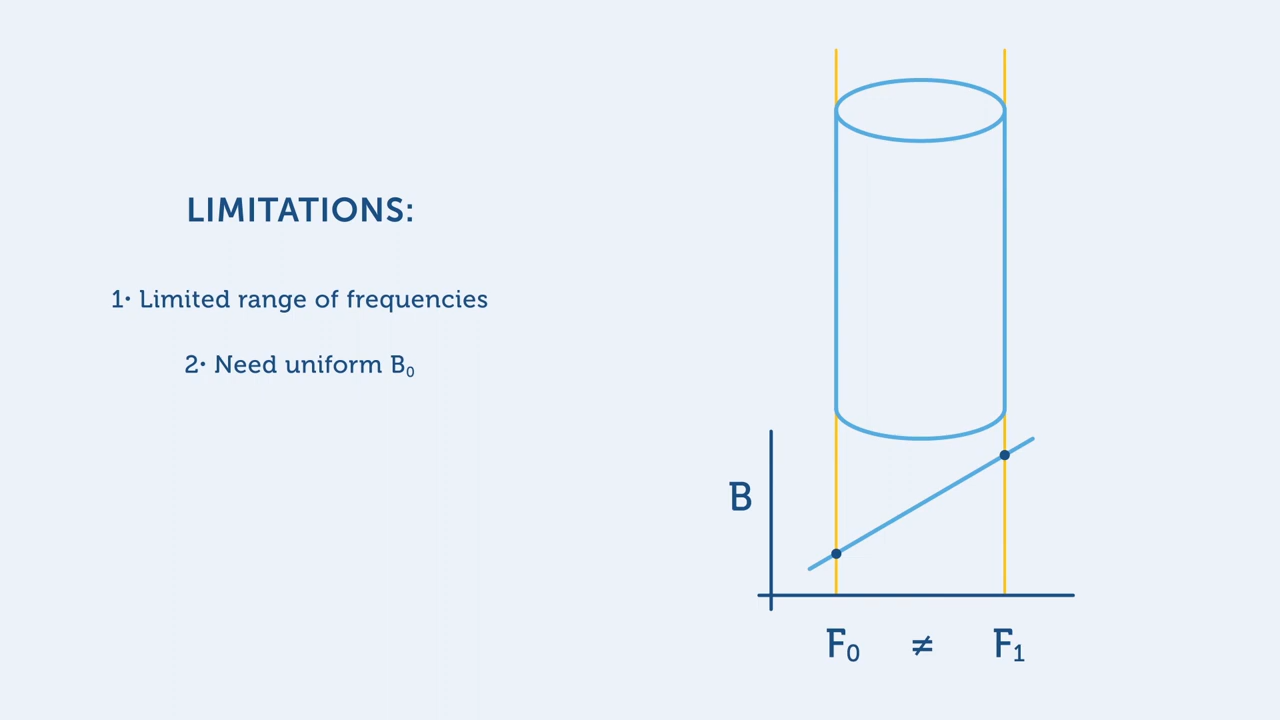 LIMITATIONS:
1· Limited range of frequencies
2· Need uniform B₀
B
F₀ ≠ F₁